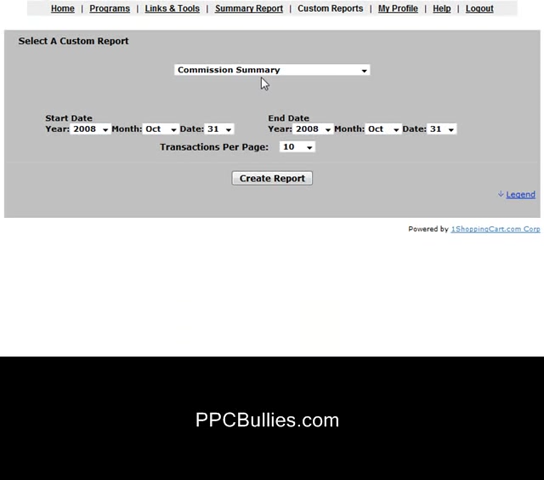 Home | Programs | Links & Tools | Summary Report | Custom Reports | My Profile | Help | Logout
Select A Custom Report
Commission Summary
Start Date End Date
Year: 2008 Month: Oct Date: 31 Year: 2008 Month: Oct Date: 31
Transactions Per Page: 10
Create Report
Legend
Powered by 1ShoppingCart.com Corp
PPCBullies.com